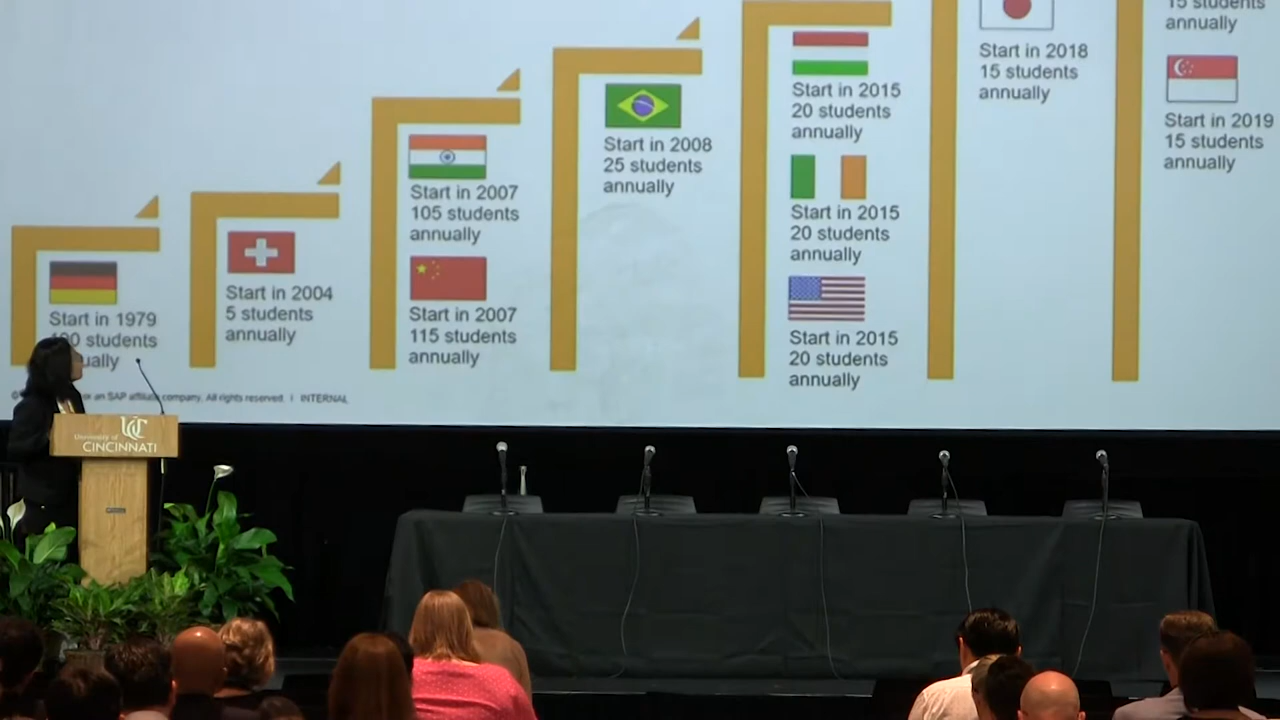 Start in 1979
students
Start in 2004
5 students
annually
Start in 2007
105 students
annually
Start in 2007
115 students
annually
Start in 2008
25 students
annually
Start in 2015
20 students
annually
Start in 2015
20 students
annually
Start in 2015
20 students
annually
Start in 2018
15 students
annually
15 students
annually
Start in 2019
15 students
annually
or an SAP affiliate company. All rights reserved. | INTERNAL
UC
University of
CINCINNATI